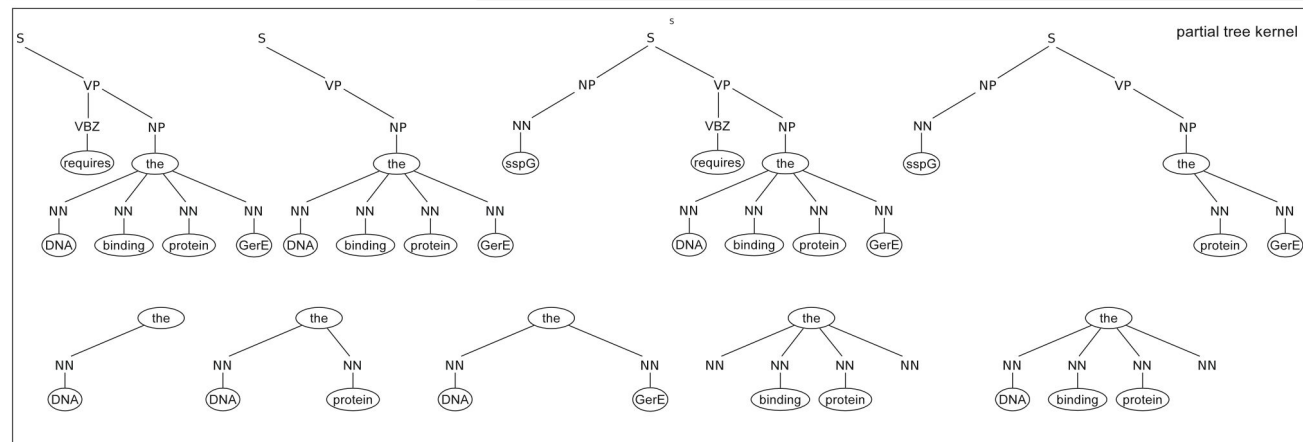 s
partial tree kernel
S S S S
VP VP NP VP NP VP
VBZ NP NP NN VBZ NP NN NP
requires the the sspG requires the sspG the
NN NN NN NN NN NN NN NN NN NN NN NN NN NN
DNA binding protein GerE DNA binding protein GerE DNA binding protein GerE protein GerE
the the the the the
NN NN NN NN NN NN NN NN NN NN NN NN NN
DNA DNA protein DNA GerE binding protein DNA binding protein